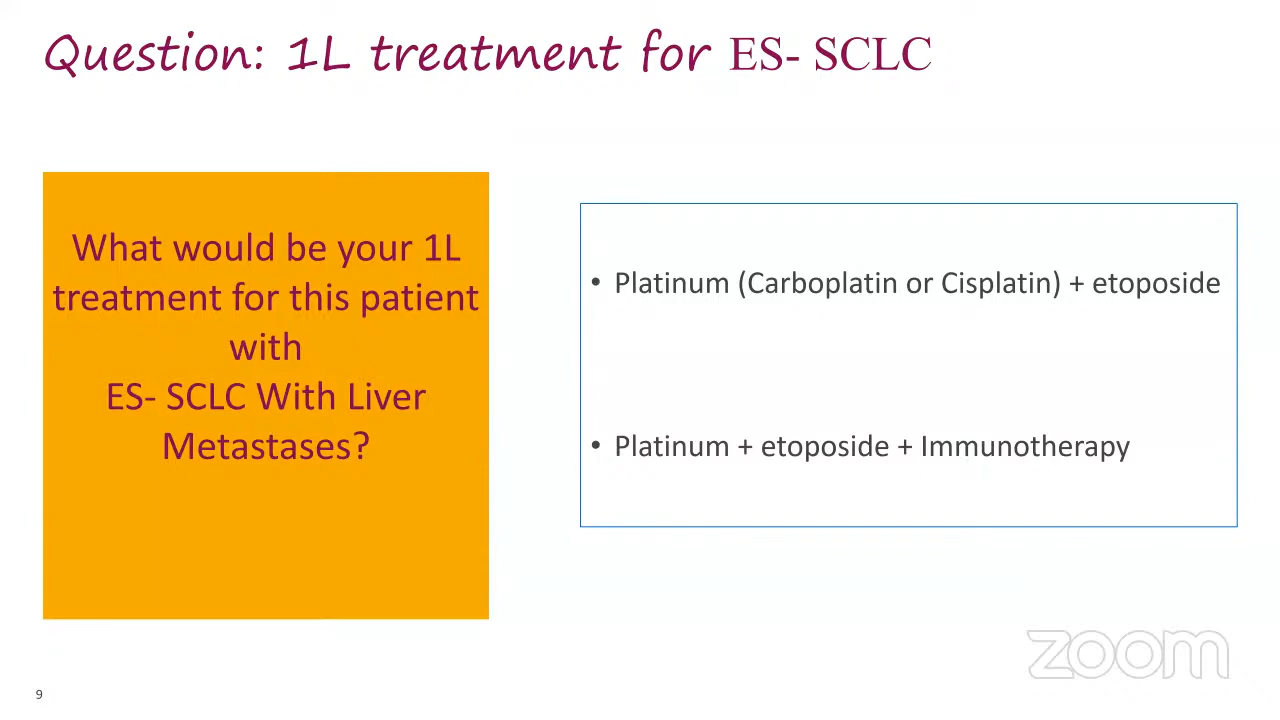 Question: 1L treatment for ES- SCLC
What would be your 1L
treatment for this patient
with
ES- SCLC With Liver
Metastases?
• Platinum (Carboplatin or Cisplatin) + etoposide
• Platinum + etoposide + Immunotherapy
zoom
9